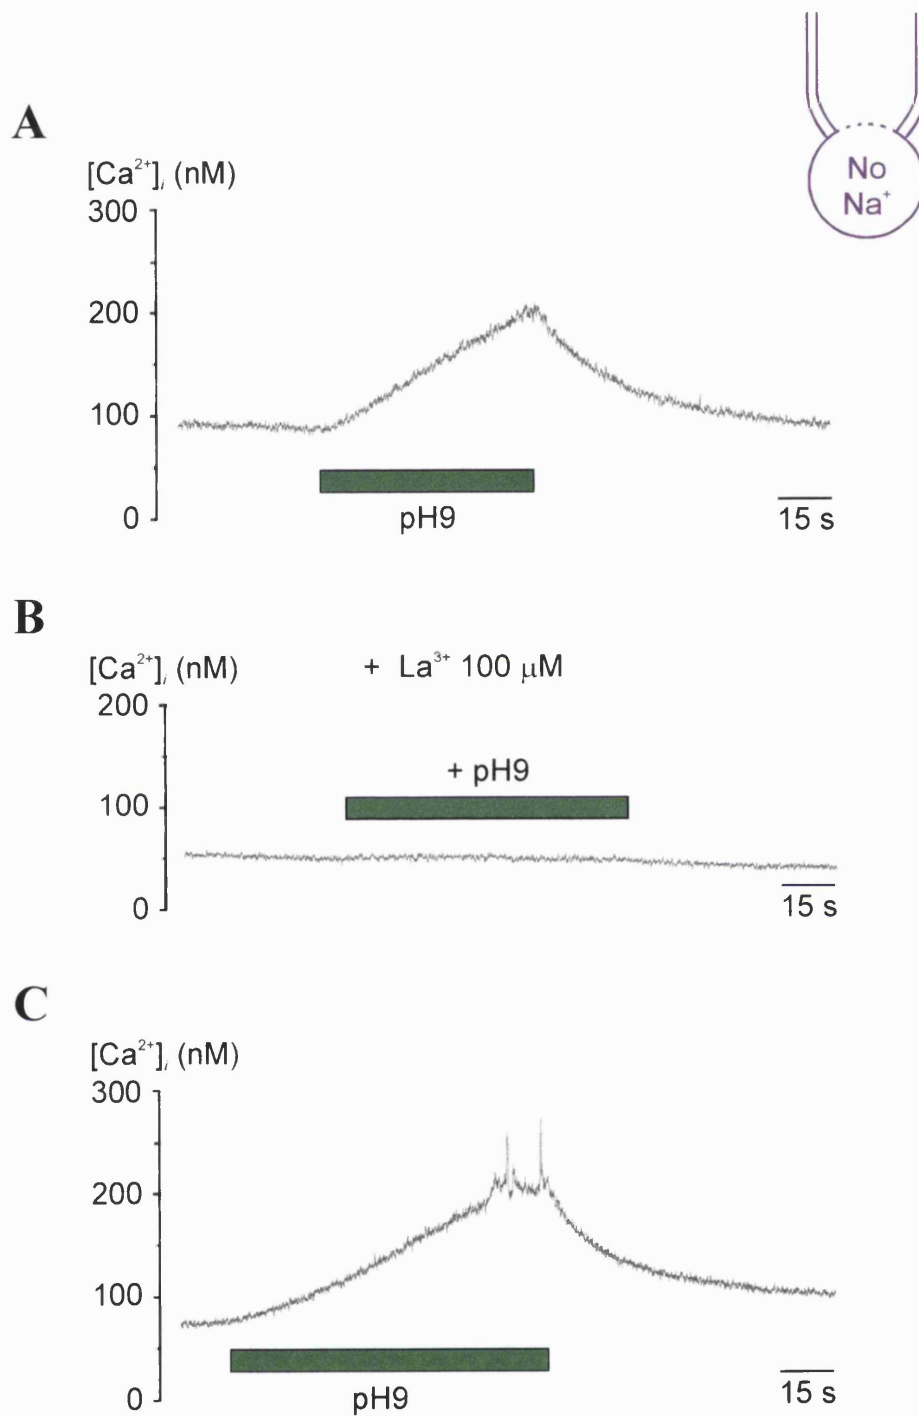 A
[Ca²⁺]ᵢ (nM)
No
Na⁺
300
200
100
0
pH9
15 s
B
[Ca²⁺]ᵢ (nM)
+ La³⁺ 100 μM
200
+ pH9
100
0
15 s
C
[Ca²⁺]ᵢ (nM)
300
200
100
0
pH9
15 s